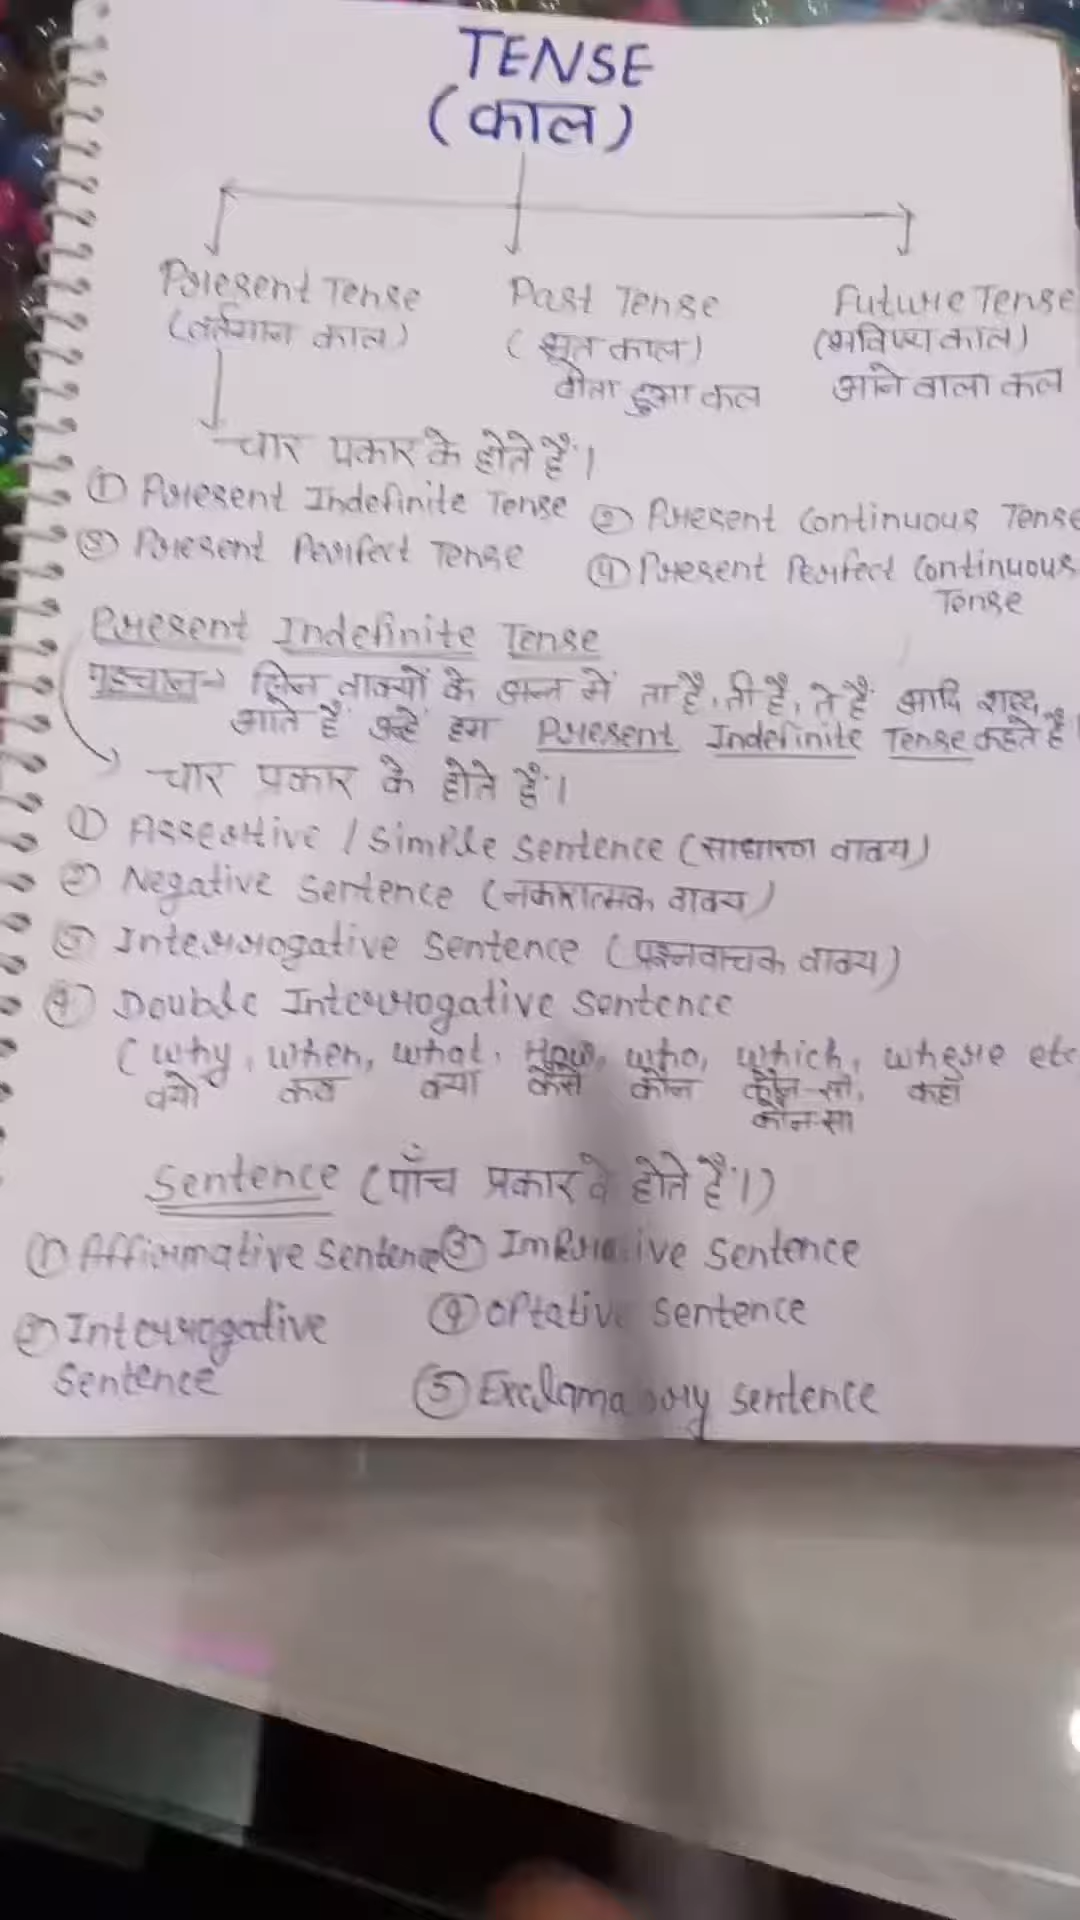 TENSE
(काल)
Present Tense
(वर्तमान काल)
Past Tense
(भूत काल)
बीता हुआ कल
Future Tense
(भविष्य काल)
आने वाला कल
चार प्रकार के होते हैं।
① Present Indefinite Tense ② Present Continuous Tense
③ Present Perfect Tense ④ Present Perfect Continuous
Tense
Present Indefinite Tense
पहचान→ जिन वाक्यों के अन्त में ता है, ती है, ते हैं आदि शब्द
आते हैं उन्हें हम Present Indefinite Tense कहते है
चार प्रकार के होते हैं।
① Assertive / Simple Sentence (साधारण वाक्य)
② Negative Sentence (नकारात्मक वाक्य)
③ Interrogative Sentence (प्रश्नवाचक वाक्य)
④ Double Interrogative Sentence
(why, when, what, How, who, which, where etc
क्यों कब क्या कैसे कौन कौन-सी, कहाँ
कौन-सा
Sentence (पाँच प्रकार के होते हैं।)
① Affirmative Sentence ③ Imperative Sentence
② Interrogative
Sentence
④ Optative Sentence
⑤ Exclamatory Sentence